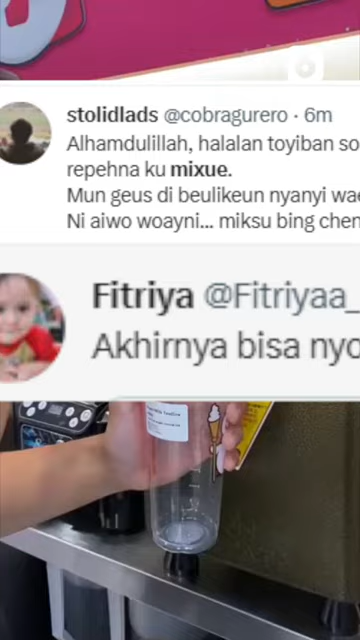 stolidlads @cobragurero · 6m
Alhamdulillah, halalan toyiban so
repehna ku mixue.
Mun geus di beulikeun nyanyi wae
Ni aiwo woayni... miksu bing chen
Fitriya @Fitriyaa_
Akhirnya bisa nyo